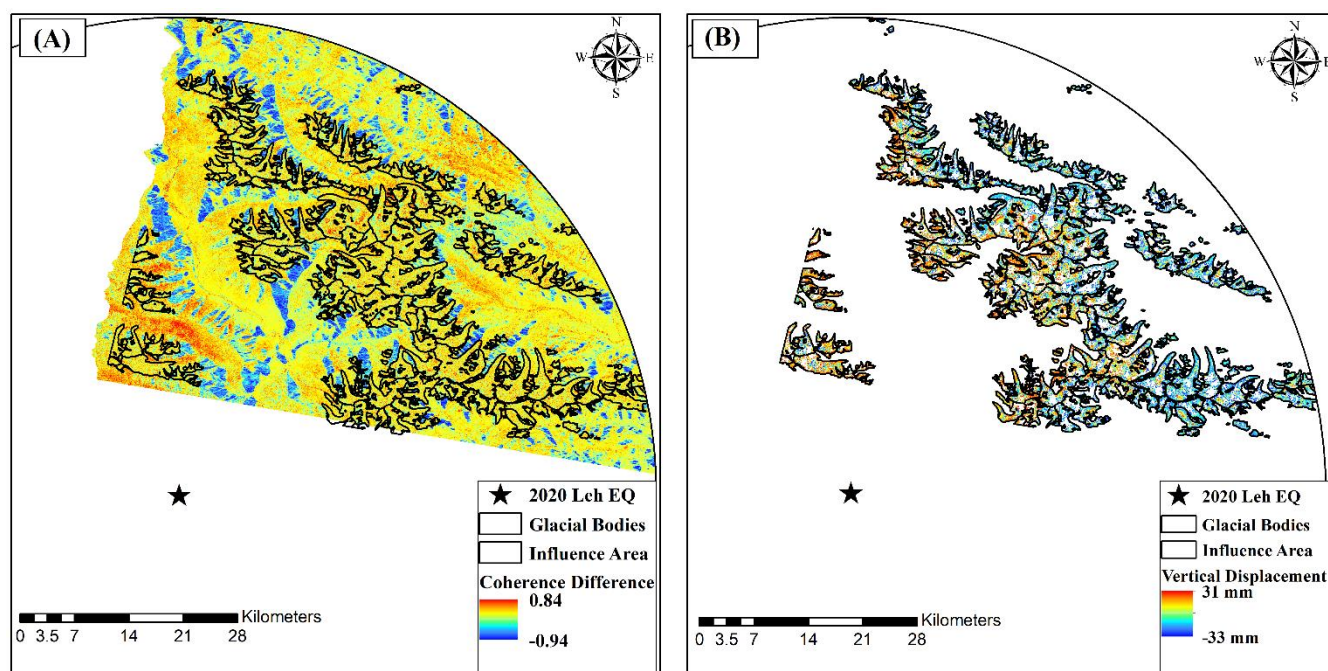 (A)
N
W E
S
★ 2020 Leh EQ
Glacial Bodies
Influence Area
Coherence Difference
0.84
-0.94
Kilometers
0 3.5 7 14 21 28
(B)
N
W E
S
★ 2020 Leh EQ
Glacial Bodies
Influence Area
Vertical Displacement
31 mm
-33 mm
Kilometers
0 3.5 7 14 21 28